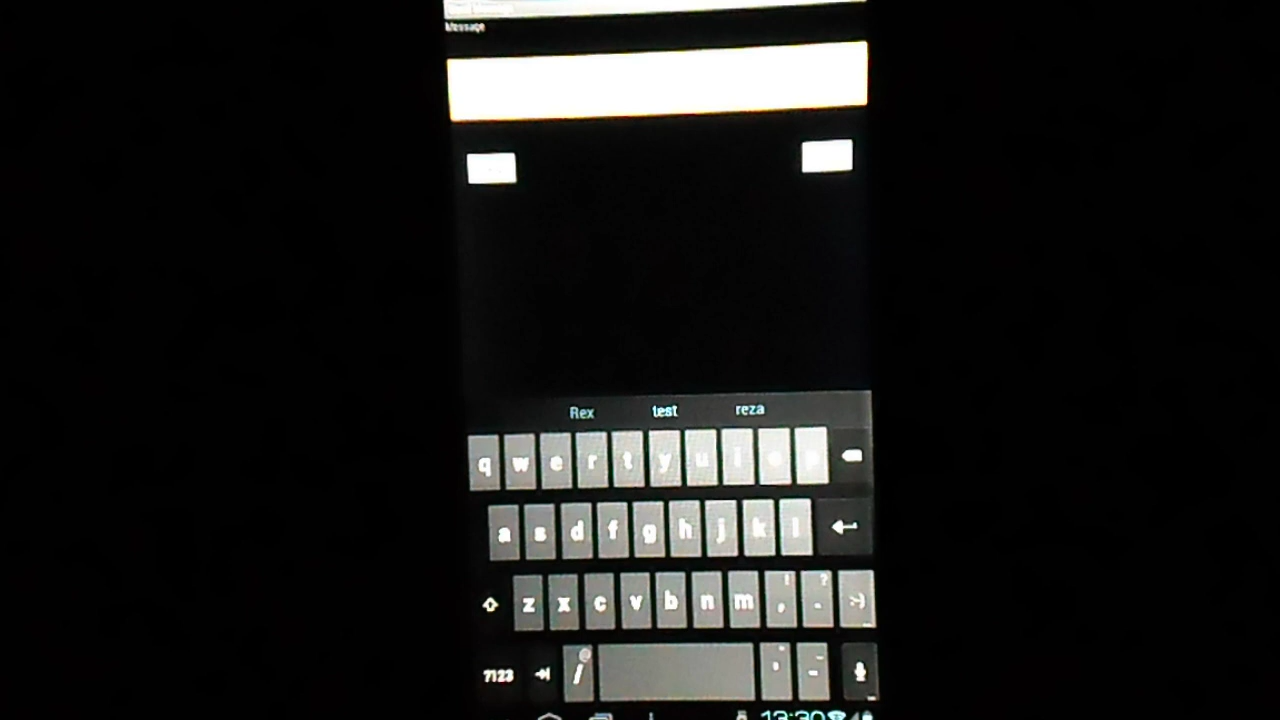 Message
Rex test reza
q w e r t y u i o p
a s d f g h j k l
! ?
z x c v b n m , . :-)
@ " _
?123 / ' -
13:30